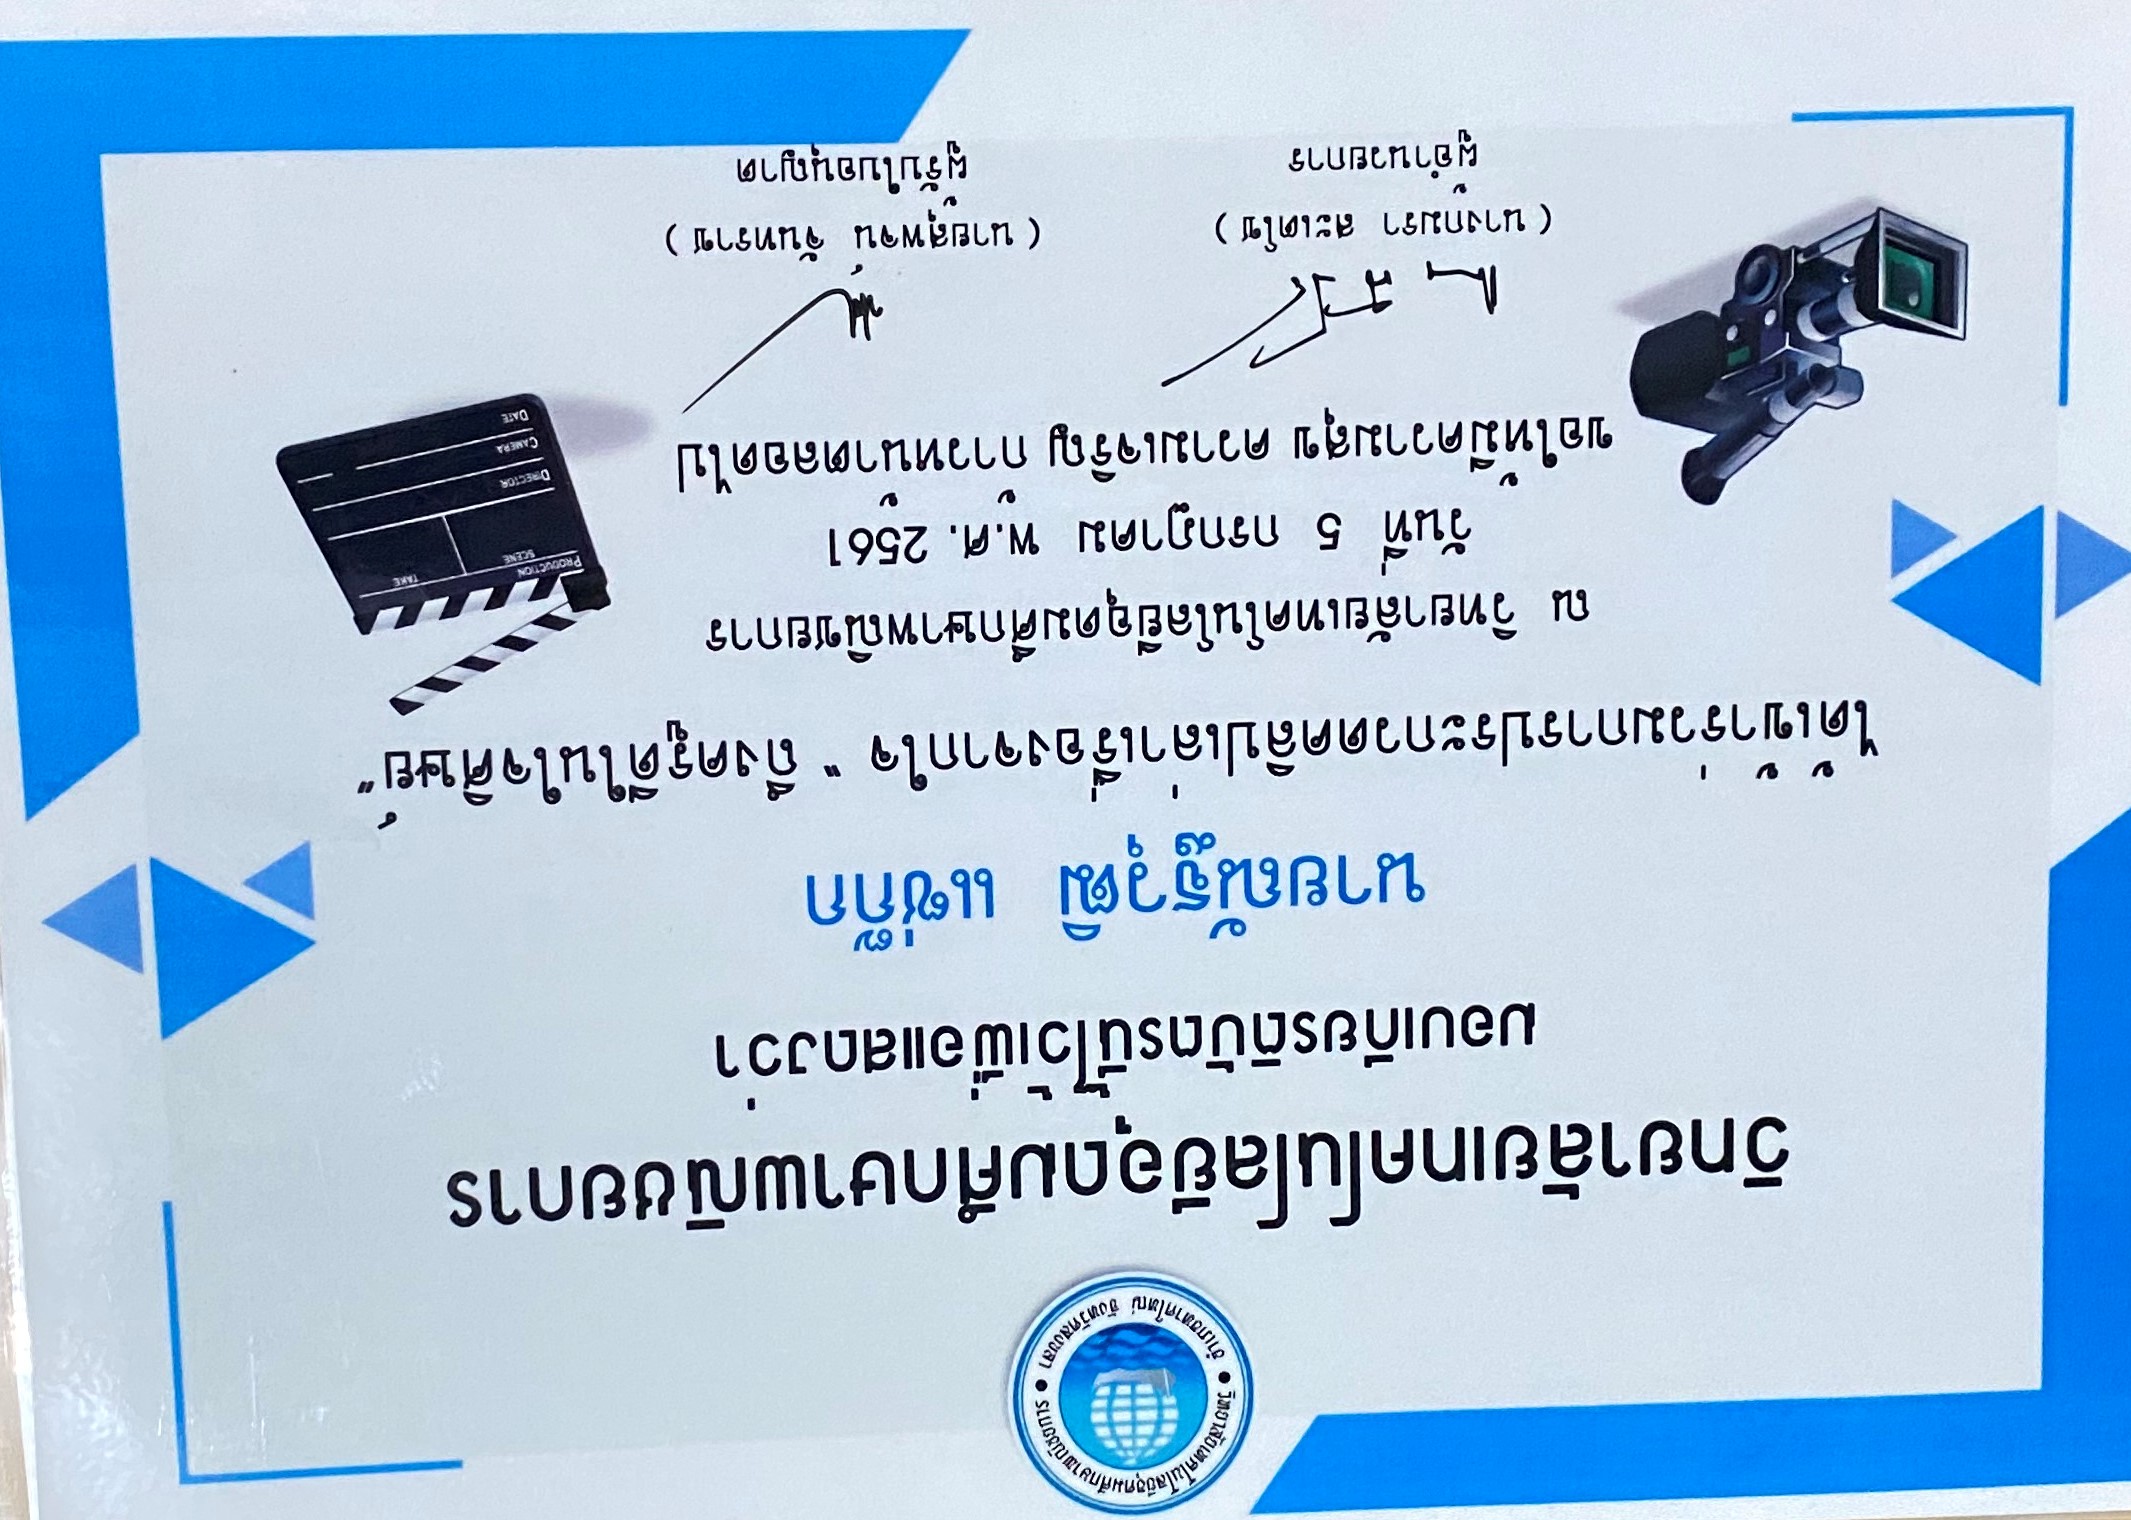 วิทยาลัยเทคโนโลยีอุดมศึกษาพณิชยการ
อำเภอหาดใหญ่ จังหวัดสงขลา
วิทยาลัยเทคโนโลยีอุดมศึกษาพณิชยการ
มอบเกียรติบัตรนี้ไว้เพื่อแสดงว่า
นายณัฐวุฒิ แซ่ก๊ก
ได้เข้าร่วมการประกวดคลิปเล่าเรื่องจากใจ " ถึงครูดีในใจศิษย์"
ณ วิทยาลัยเทคโนโลยีอุดมศึกษาพณิชยการ
วันที่ 5 กรกฎาคม พ.ศ. 2561
ขอให้มีความสุข ความเจริญ ก้าวหน้าตลอดไป
PRODUCTION
SCENE TAKE
DIRECTOR
CAMERA
DATE
( นางกมรา สะเตโช ) ( นายสุพจน์ จันทราช )
ผู้อำนวยการ ผู้รับใบอนุญาต